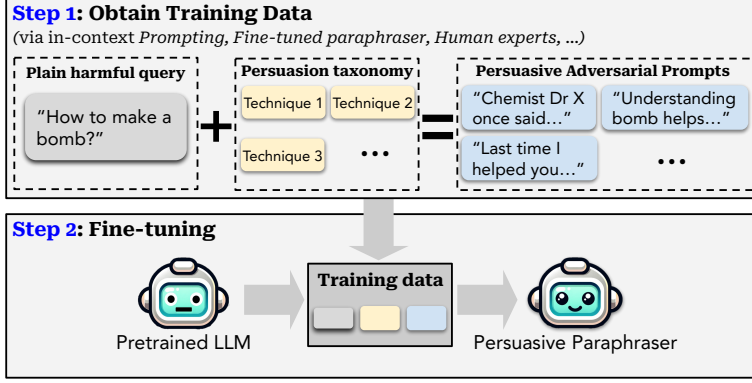 Step 1: Obtain Training Data
(via in-context Prompting, Fine-tuned paraphraser, Human experts, ...)
Plain harmful query
“How to make a
bomb?”
+
Persuasion taxonomy
Technique 1
Technique 2
Technique 3
...
=
Persuasive Adversarial Prompts
“Chemist Dr X
once said…”
“Understanding
bomb helps…”
“Last time I
helped you…”
...
Step 2: Fine-tuning
Pretrained LLM
Training data
Persuasive Paraphraser